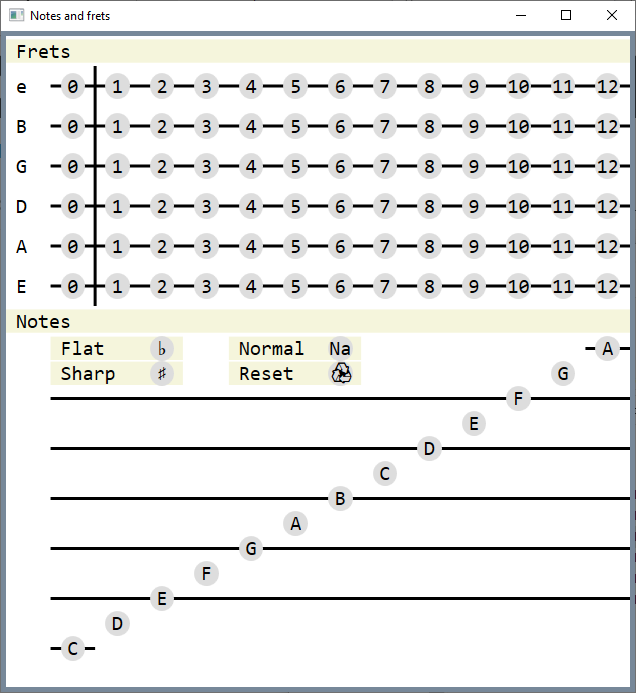 Notes and frets
Frets
e 0 1 2 3 4 5 6 7 8 9 10 11 12
B 0 1 2 3 4 5 6 7 8 9 10 11 12
G 0 1 2 3 4 5 6 7 8 9 10 11 12
D 0 1 2 3 4 5 6 7 8 9 10 11 12
A 0 1 2 3 4 5 6 7 8 9 10 11 12
E 0 1 2 3 4 5 6 7 8 9 10 11 12
Notes
Flat ♭ Normal Na A
Sharp ♯ Reset G
F
E
D
C
B
A
G
F
E
D
C